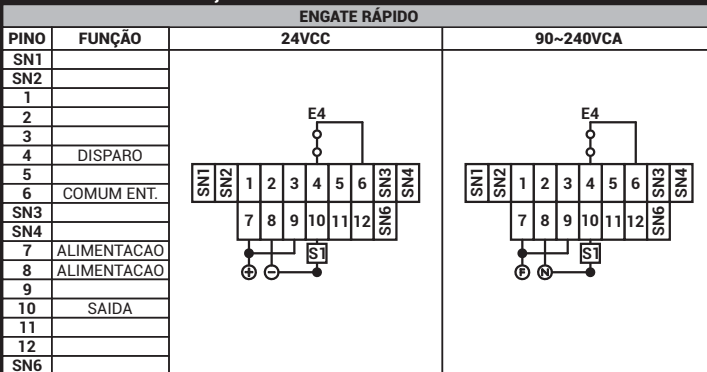 ENGATE RÁPIDO
PINO FUNÇÃO 24VCC 90~240VCA
SN1
SN2
1
2
3
4 DISPARO
5
6 COMUM ENT.
SN3
SN4
7 ALIMENTACAO
8 ALIMENTACAO
9
10 SAIDA
11
12
SN6
E4
SN1 SN2 1 2 3 4 5 6 SN3 SN4
7 8 9 10 11 12 SN6
S1
+ −
E4
SN1 SN2 1 2 3 4 5 6 SN3 SN4
7 8 9 10 11 12 SN6
S1
F N